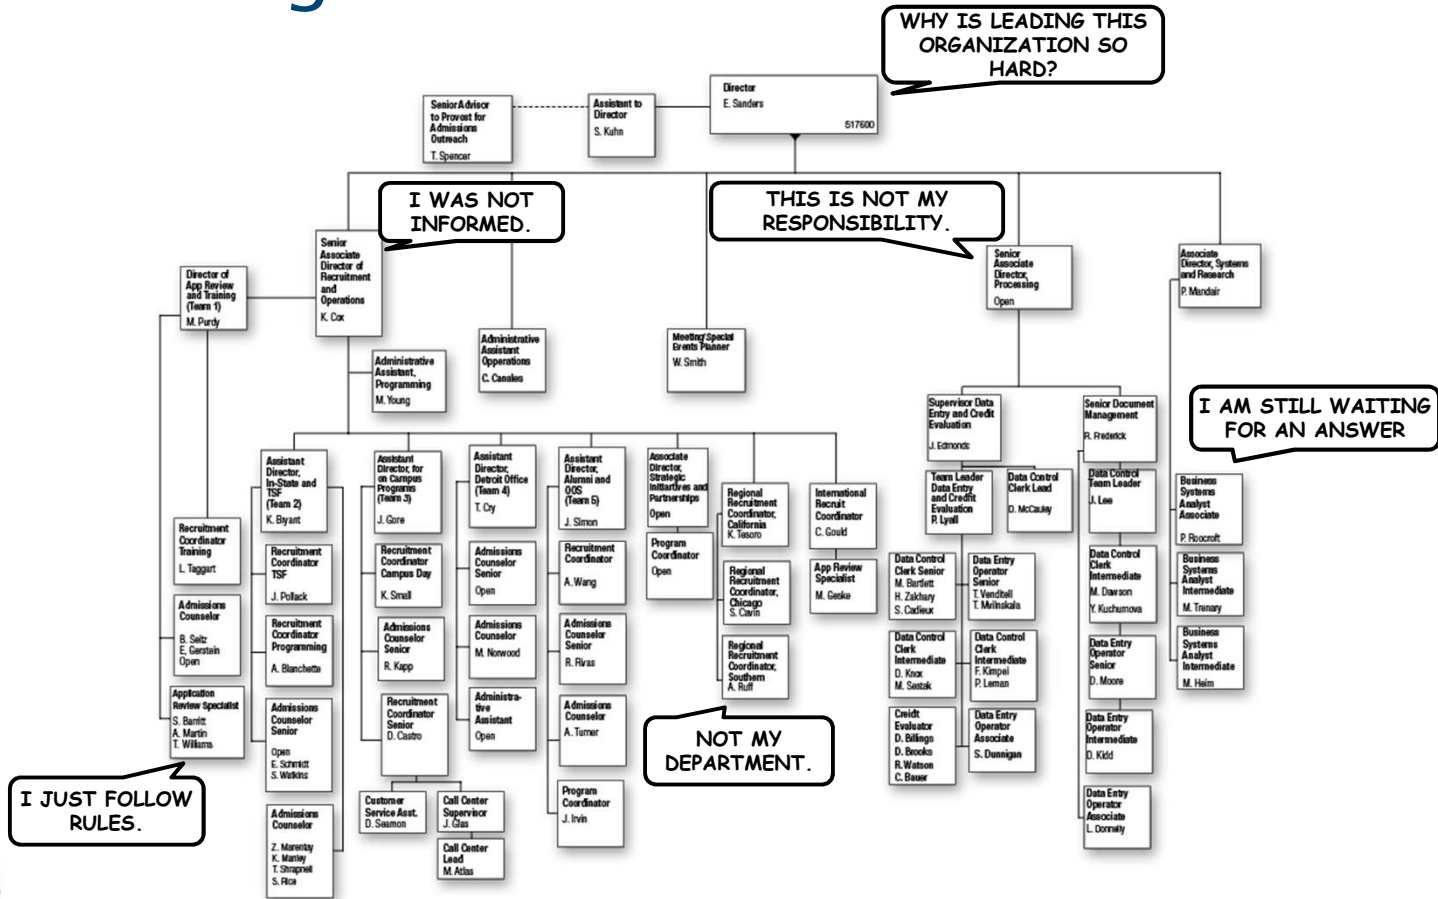 WHY IS LEADING THIS
ORGANIZATION SO
HARD?
Director
E. Sanders
517600
Assistant to
Director
S. Kuhn
Senior Advisor
to Provost for
Admissions
Outreach
T. Spencer
I WAS NOT
INFORMED.
THIS IS NOT MY
RESPONSIBILITY.
Senior
Associate
Director of
Recruitment
and
Operations
K. Cox
Director of
App Review
and Training
(Team 1)
M. Purdy
Administrative
Assistant,
Programming
M. Young
Administrative
Assistant
Opperations
C. Canales
Meeting/Special
Events Planner
W. Smith
Senior
Associate
Director,
Processing
Open
Associate
Director, Systems
and Research
P. Mandair
I AM STILL WAITING
FOR AN ANSWER
Recruitment
Coordinator
Training
L. Taggart
Admissions
Counselor
B. Seitz
E. Gerstein
Open
Application
Review Specialist
S. Barritt
A. Martin
T. Williams
I JUST FOLLOW
RULES.
Assistant
Director,
In-State and
TSF
(Team 2)
K. Bryant
Recruitment
Coordinator
TSF
J. Pollack
Recruitment
Coordinator
Programming
A. Blanchette
Admissions
Counselor
Senior
Open
E. Schmidt
S. Watkins
Admissions
Counselor
Z. Marentay
K. Manley
T. Shrapnell
S. Rice
Assistant
Director, for
on Campus
Programs
(Team 3)
J. Gore
Recruitment
Coordinator
Campus Day
K. Small
Admissions
Counselor
Senior
R. Kapp
Recruitment
Coordinator
Senior
D. Castro
Customer
Service Asst.
D. Seamon
Call Center
Supervisor
J. Glas
Call Center
Lead
M. Atlas
Assistant
Director,
Detroit Office
(Team 4)
T. Cry
Admissions
Counselor
Senior
Open
Admissions
Counselor
M. Norwood
Administra-
tive
Assistant
Open
Assistant
Director,
Alumni and
OOS
(Team 5)
J. Simon
Recruitment
Coordinator
A. Wang
Admissions
Counselor
Senior
R. Rivas
Admissions
Counselor
A. Turner
Program
Coordinator
J. Irvin
Associate
Director,
Strategic
Initiartives and
Partnerships
Open
Program
Coordinator
Open
Regional
Recruitment
Coordinator,
California
K. Tesoro
Regional
Recruitment
Coordinator,
Chicago
S. Cavin
Regional
Recruitment
Coordinator,
Southern
A. Ruff
NOT MY
DEPARTMENT.
International
Recruit
Coordinator
C. Gould
App Review
Specialist
M. Geske
Supervisor Data
Entry and Credit
Evaluation
J. Edmonds
Team Leader
Data Entry
and Credfit
Evaluation
P. Lyall
Data Control
Clerk Lead
D. McCauley
Data Control
Clerk Senior
M. Bartlett
H. Zakhary
S. Cadieux
Data Entry
Operator
Senior
T. Venditell
T. Mvilnskala
Data Control
Clerk
Intermediate
D. Knox
M. Sestak
Data Control
Clerk
Intermediate
F. Kimpel
P. Leman
Creidt
Evaluator
D. Billings
D. Brooks
R. Watson
C. Bauer
Data Entry
Operator
Associate
S. Dunnigan
Senior Document
Management
R. Frederick
Data Control
Team Leader
J. Lee
Data Control
Clerk
Intermediate
M. Dawson
Y. Kuchumova
Data Entry
Operator
Senior
D. Moore
Data Entry
Operator
Intermediate
D. Kidd
Data Entry
Operator
Associate
L. Donnelly
Business
Systems
Analyst
Associate
P. Roocroft
Business
Systems
Analyst
Intermediate
M. Trenary
Business
Systems
Analyst
Intermediate
M. Heim